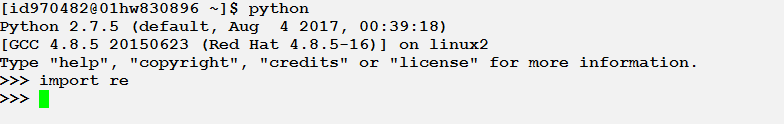 [id970482@01hw830896 ~]$ python
Python 2.7.5 (default, Aug  4 2017, 00:39:18)
[GCC 4.8.5 20150623 (Red Hat 4.8.5-16)] on linux2
Type "help", "copyright", "credits" or "license" for more information.
>>> import re
>>>